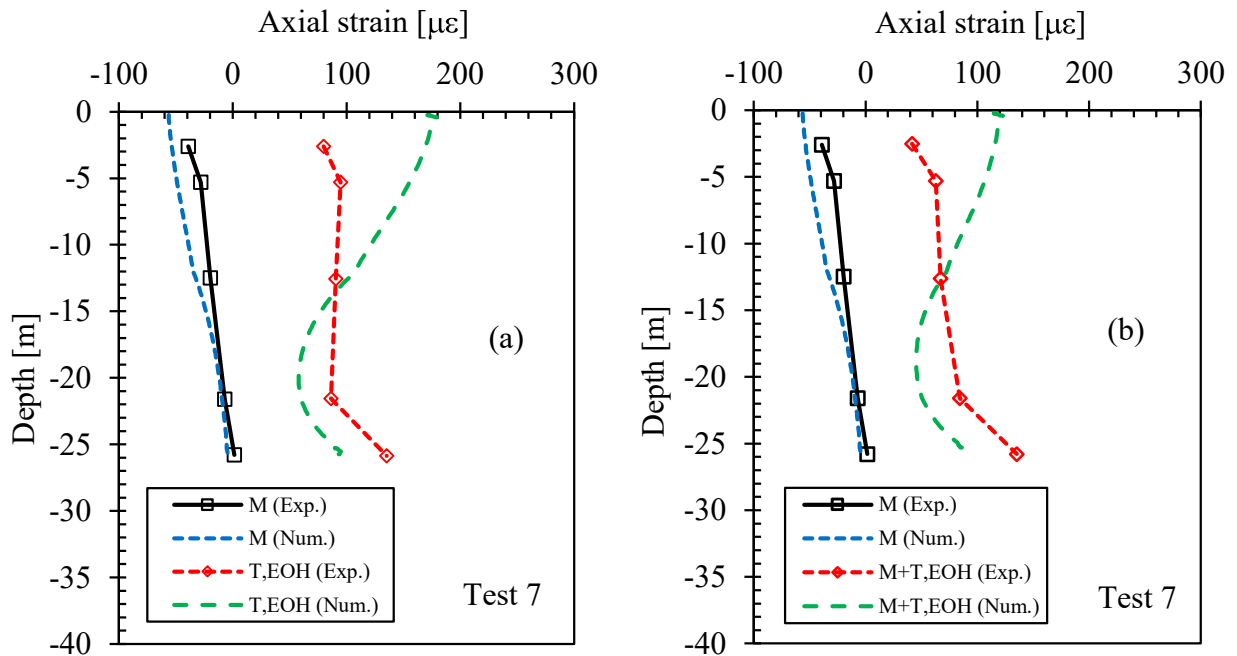 Axial strain [με]
-100 0 100 200 300
0
-5
-10
-15
-20
-25
-30
-35
-40
Depth [m]
(a)
M (Exp.)
M (Num.)
T,EOH (Exp.)
T,EOH (Num.)
Test 7
Axial strain [με]
-100 0 100 200 300
0
-5
-10
-15
-20
-25
-30
-35
-40
Depth [m]
(b)
M (Exp.)
M (Num.)
M+T,EOH (Exp.)
M+T,EOH (Num.)
Test 7